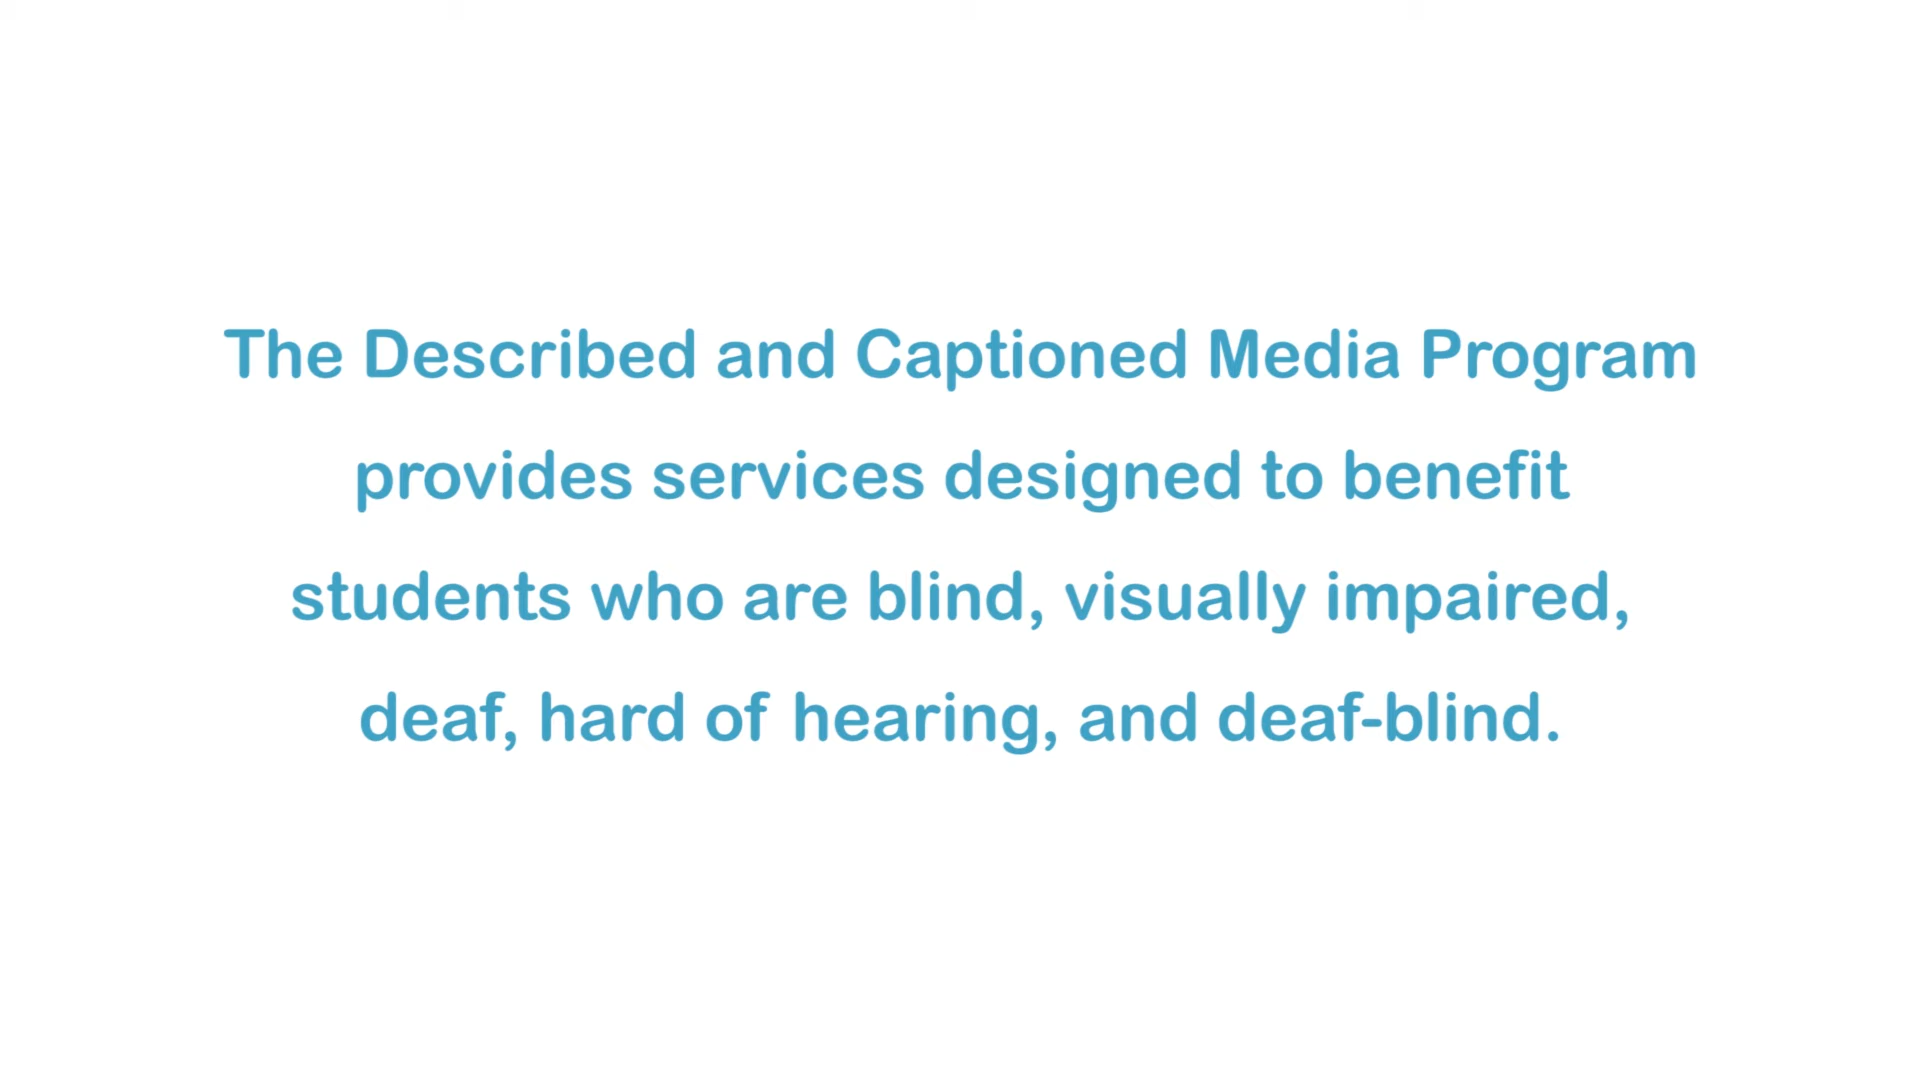 The Described and Captioned Media Program
provides services designed to benefit
students who are blind, visually impaired,
deaf, hard of hearing, and deaf-blind.